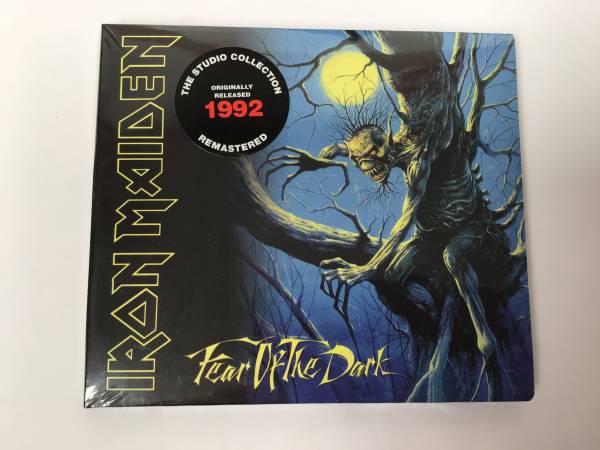 IRON MAIDEN
THE STUDIO COLLECTION
ORIGINALLY
RELEASED
1992
REMASTERED
Fear Of The Dark